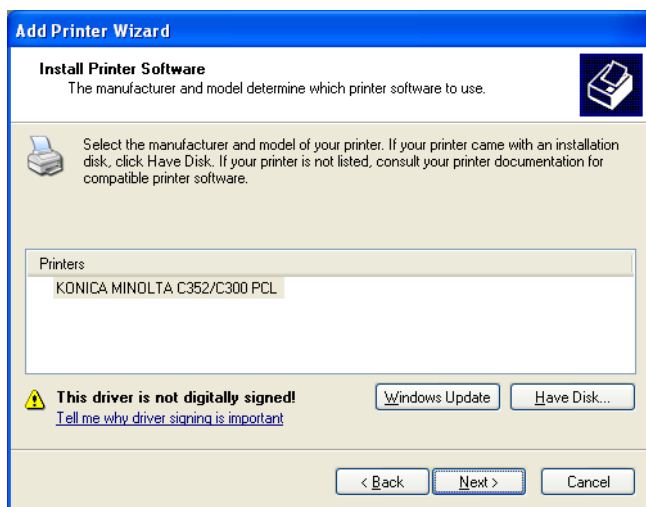 Add Printer Wizard
Install Printer Software
The manufacturer and model determine which printer software to use.
Select the manufacturer and model of your printer. If your printer came with an installation
disk, click Have Disk. If your printer is not listed, consult your printer documentation for
compatible printer software.
Printers
KONICA MINOLTA C352/C300 PCL
This driver is not digitally signed!
Tell me why driver signing is important
Windows Update
Have Disk...
< Back
Next >
Cancel